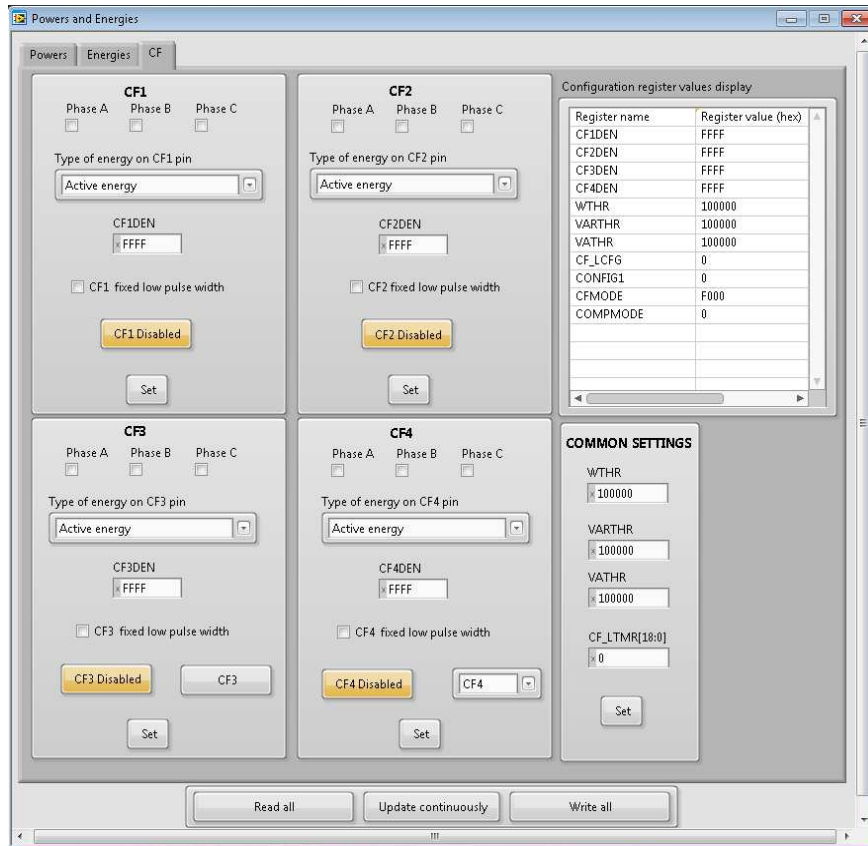 Powers and Energies
Powers Energies CF
CF1
Phase A Phase B Phase C
Type of energy on CF1 pin
Active energy
CF1DEN
x FFFF
CF1 fixed low pulse width
CF1 Disabled
Set
CF2
Phase A Phase B Phase C
Type of energy on CF2 pin
Active energy
CF2DEN
x FFFF
CF2 fixed low pulse width
CF2 Disabled
Set
Configuration register values display
Register name Register value (hex)
CF1DEN FFFF
CF2DEN FFFF
CF3DEN FFFF
CF4DEN FFFF
WTHR 100000
VARTHR 100000
VATHR 100000
CF_LCFG 0
CONFIG1 0
CFMODE F000
COMPMODE 0
CF3
Phase A Phase B Phase C
Type of energy on CF3 pin
Active energy
CF3DEN
x FFFF
CF3 fixed low pulse width
CF3 Disabled CF3
Set
CF4
Phase A Phase B Phase C
Type of energy on CF4 pin
Active energy
CF4DEN
x FFFF
CF4 fixed low pulse width
CF4 Disabled CF4
Set
COMMON SETTINGS
WTHR
x 100000
VARTHR
x 100000
VATHR
x 100000
CF_LTMR[18:0]
x 0
Set
Read all Update continuously Write all